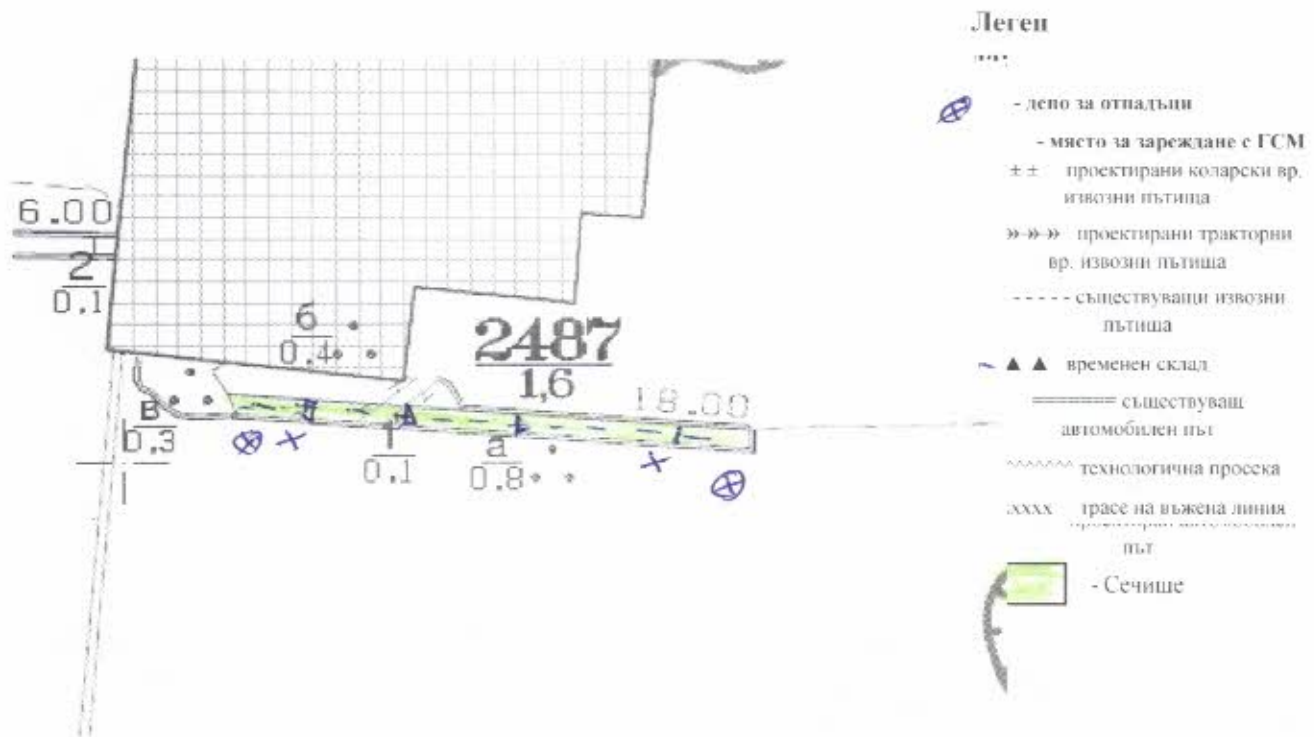 Леген
- депо за отпадъци
- място за зареждане с ГСМ
± ± проектирани коларски вр.
извозни пътища
»-»-» проектирани тракторни
вр. извозни пътища
------ съществуващи извозни
пътища
~ ▲ ▲ временен склад
======== съществуващ
автомобилен път
^^^^^^ технологична просека
xxxx трасе на въжена линия
път
- Сечище
6.00
2
0.1
б
0.4
2487
1,6
18.00
в
0.3
1
0.1
а
0.8